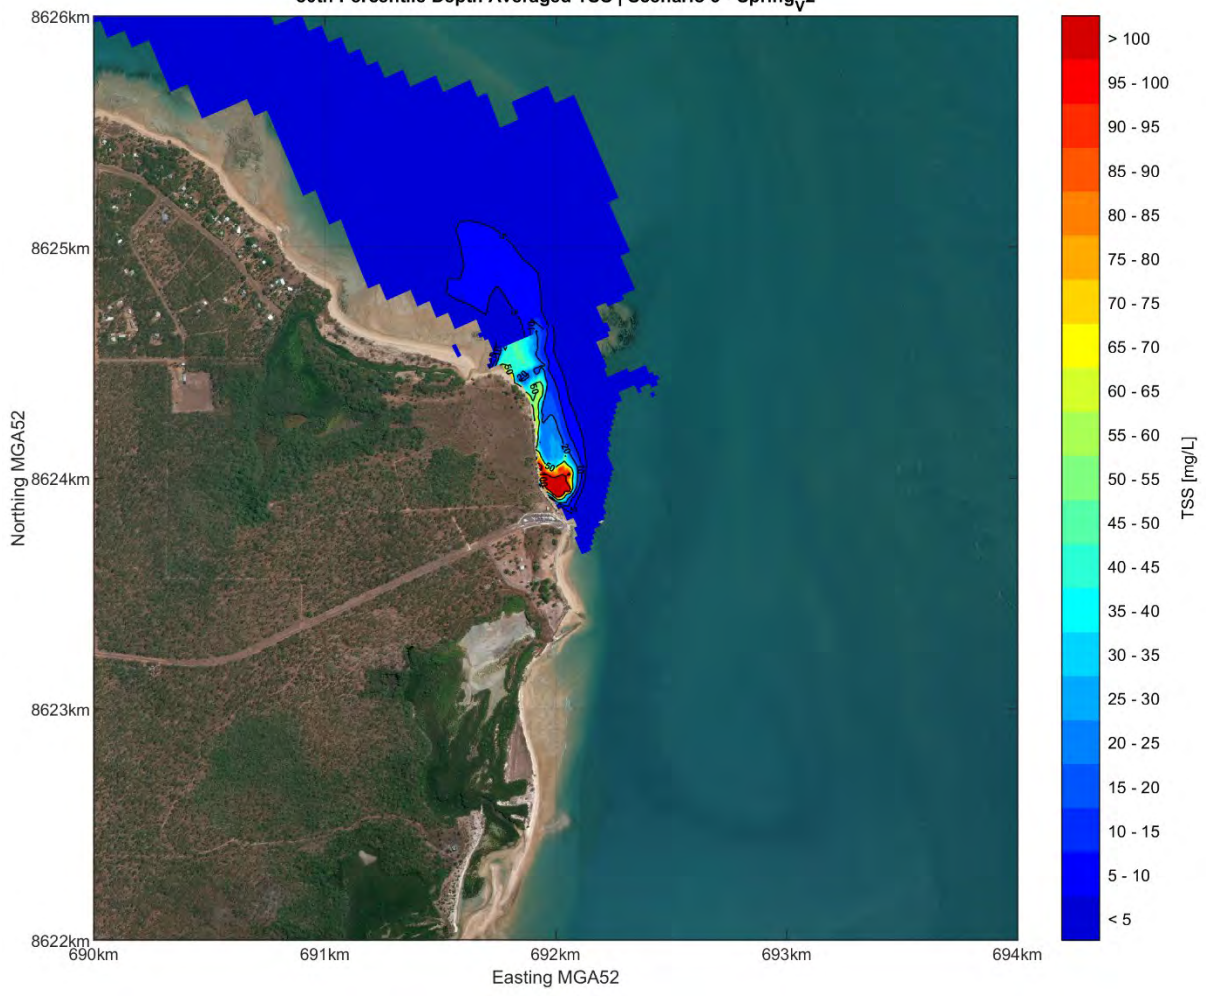 8626km
8625km
8624km
8623km
8622km
690km
691km
692km
693km
694km
Northing MGA52
Easting MGA52
> 100
95 - 100
90 - 95
85 - 90
80 - 85
75 - 80
70 - 75
65 - 70
60 - 65
55 - 60
50 - 55
45 - 50
40 - 45
35 - 40
30 - 35
25 - 30
20 - 25
15 - 20
10 - 15
5 - 10
< 5
TSS [mg/L]